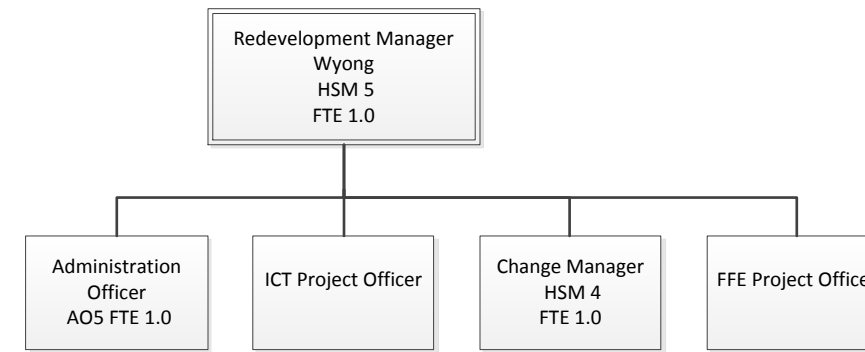 Redevelopment Manager
Wyong
HSM 5
FTE 1.0
Administration
Officer
AO5 FTE 1.0
ICT Project Officer
Change Manager
HSM 4
FTE 1.0
FFE Project Office